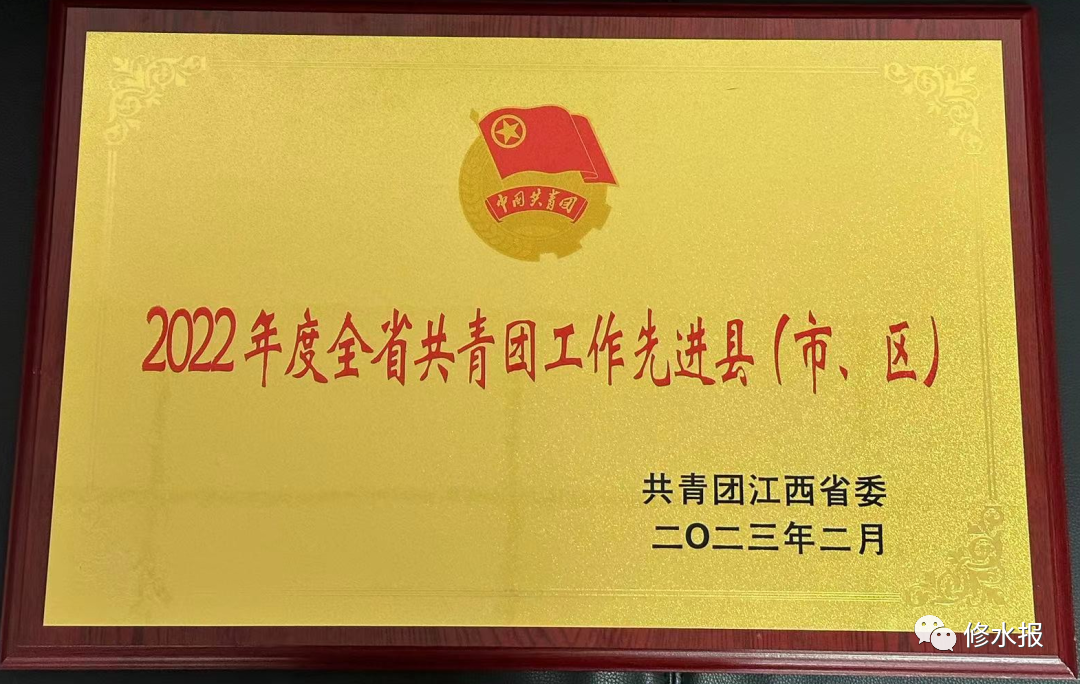 中国共青团
2022年度全省共青团工作先进县(市、区)
共青团江西省委
二O二三年二月
修水报